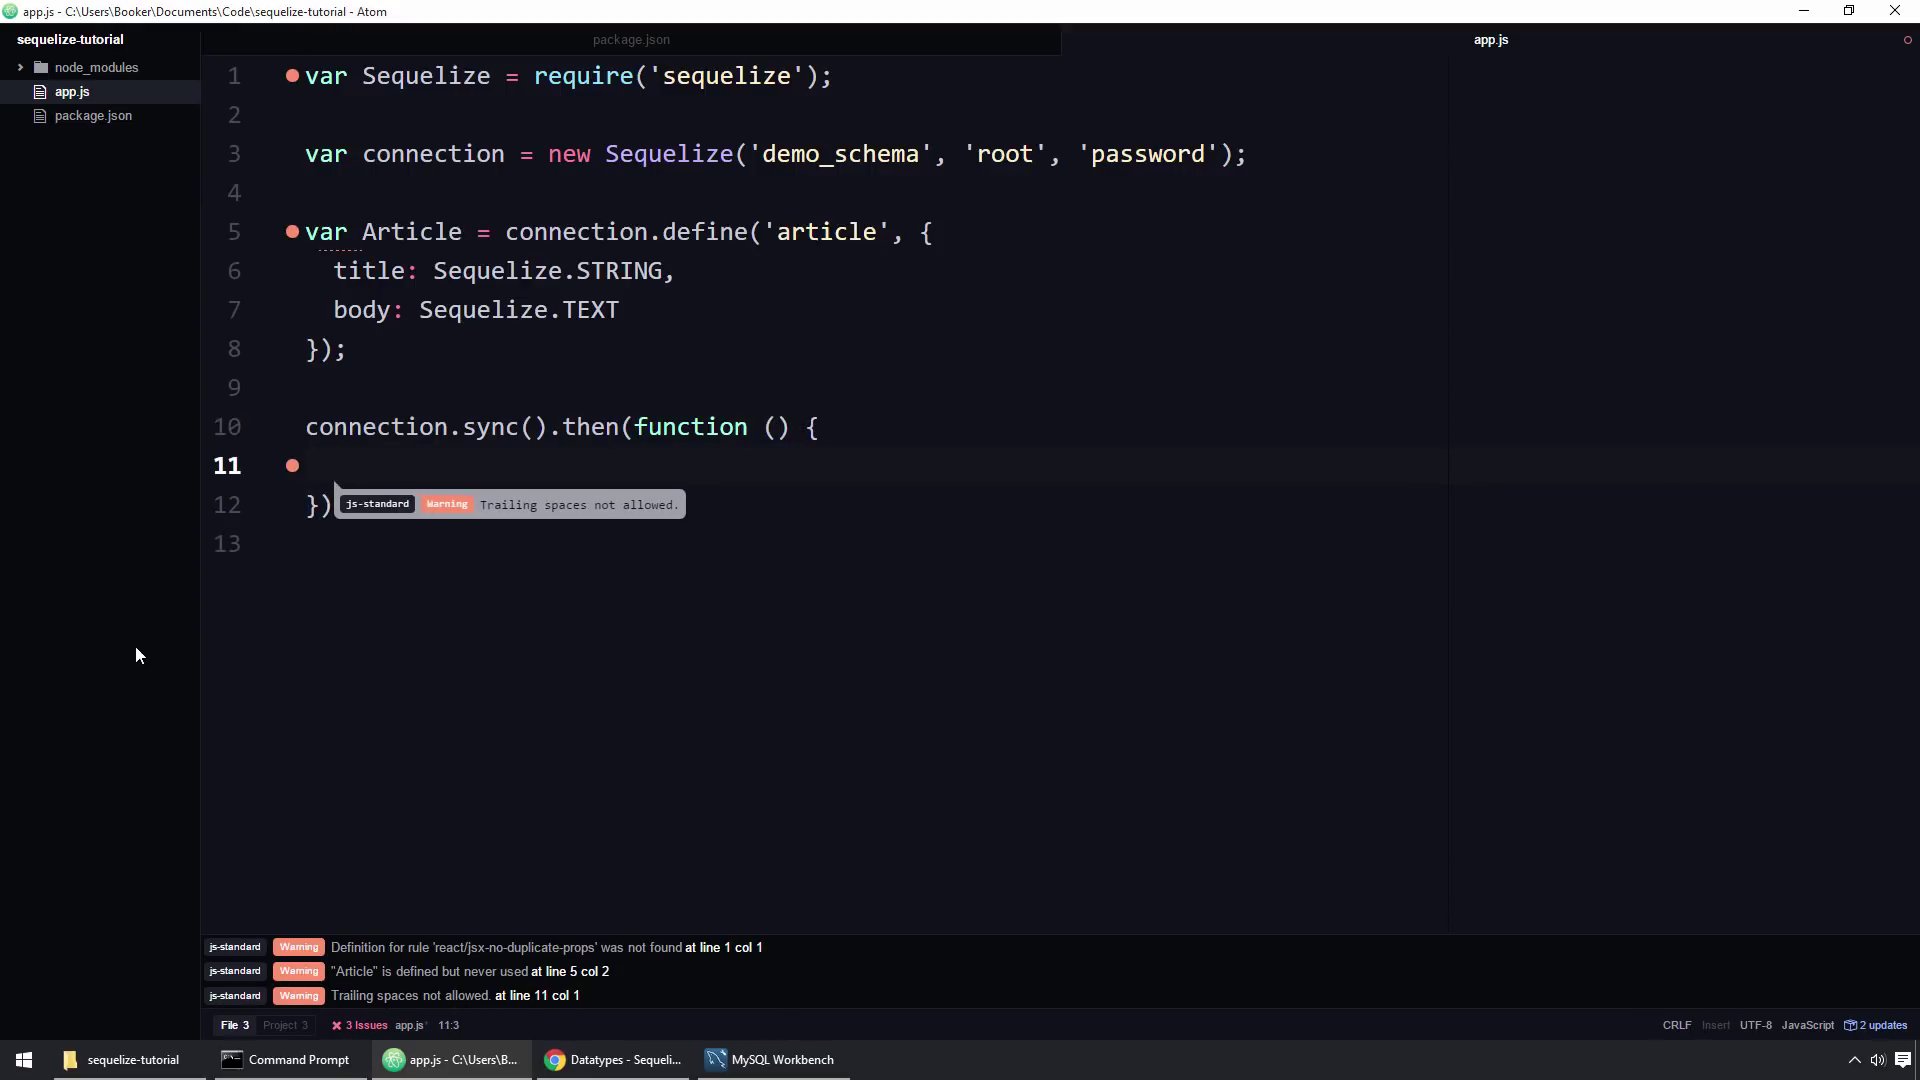 app.js - C:\Users\Booker\Documents\Code\sequelize-tutorial - Atom
sequelize-tutorial
node_modules
app.js
package.json
package.json
app.js
1 var Sequelize = require('sequelize');
2
3 var connection = new Sequelize('demo_schema', 'root', 'password');
4
5 var Article = connection.define('article', {
6 title: Sequelize.STRING,
7 body: Sequelize.TEXT
8 });
9
10 connection.sync().then(function () {
11
12 })
js-standard Warning Trailing spaces not allowed.
13
js-standard Warning Definition for rule 'react/jsx-no-duplicate-props' was not found at line 1 col 1
js-standard Warning "Article" is defined but never used at line 5 col 2
js-standard Warning Trailing spaces not allowed. at line 11 col 1
File 3 Project 3 3 Issues app.js* 11:3 CRLF Insert UTF-8 JavaScript 2 updates
sequelize-tutorial Command Prompt app.js - C:\Users\B... Datatypes - Sequeli... MySQL Workbench